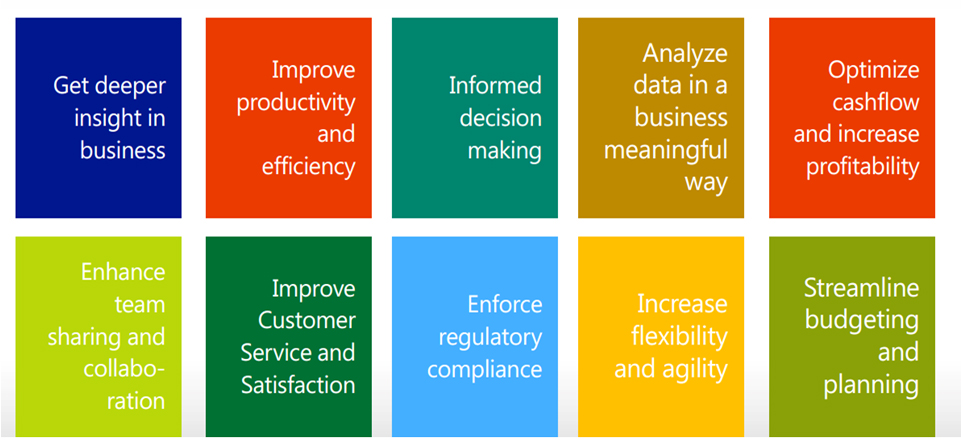 Get deeper
insight in
business
Improve
productivity
and
efficiency
Informed
decision
making
Analyze
data in a
business
meaningful
way
Optimize
cashflow
and increase
profitability
Enhance
team
sharing and
collabo-
ration
Improve
Customer
Service and
Satisfaction
Enforce
regulatory
compliance
Increase
flexibility
and agility
Streamline
budgeting
and
planning